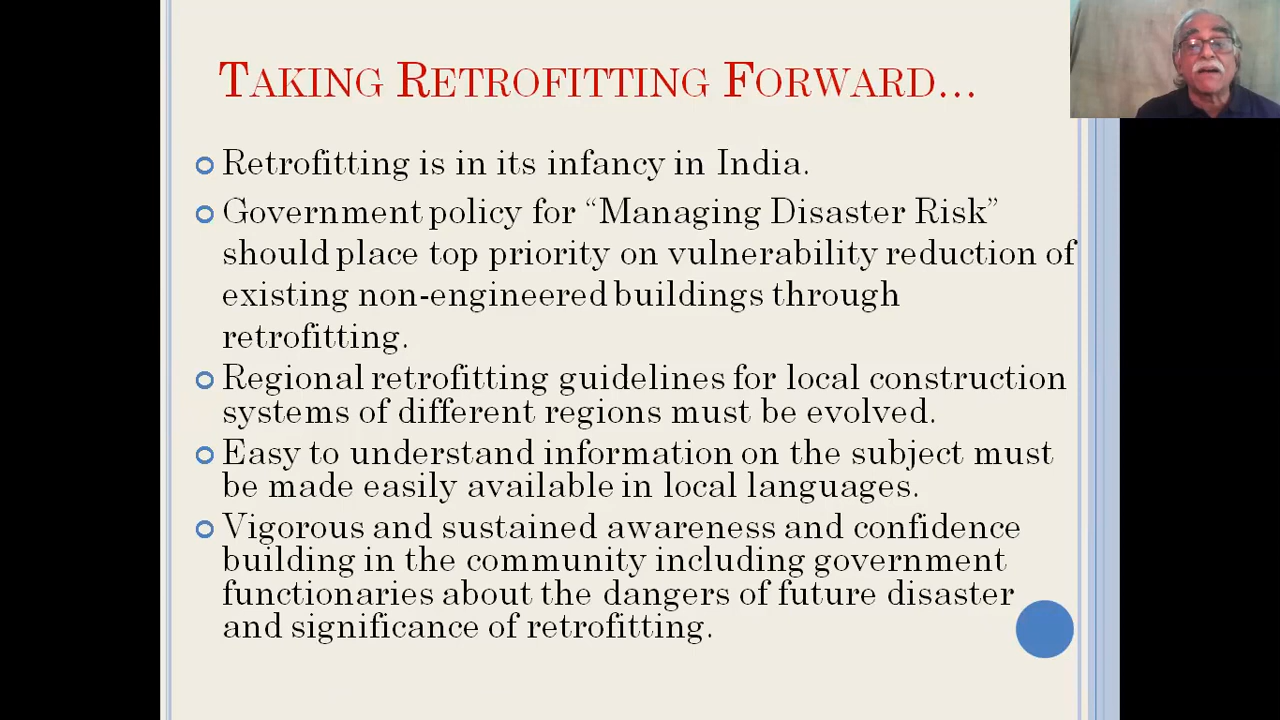 TAKING RETROFITTING FORWARD...
Retrofitting is in its infancy in India.
Government policy for “Managing Disaster Risk”
should place top priority on vulnerability reduction of
existing non-engineered buildings through
retrofitting.
Regional retrofitting guidelines for local construction
systems of different regions must be evolved.
Easy to understand information on the subject must
be made easily available in local languages.
Vigorous and sustained awareness and confidence
building in the community including government
functionaries about the dangers of future disaster
and significance of retrofitting.